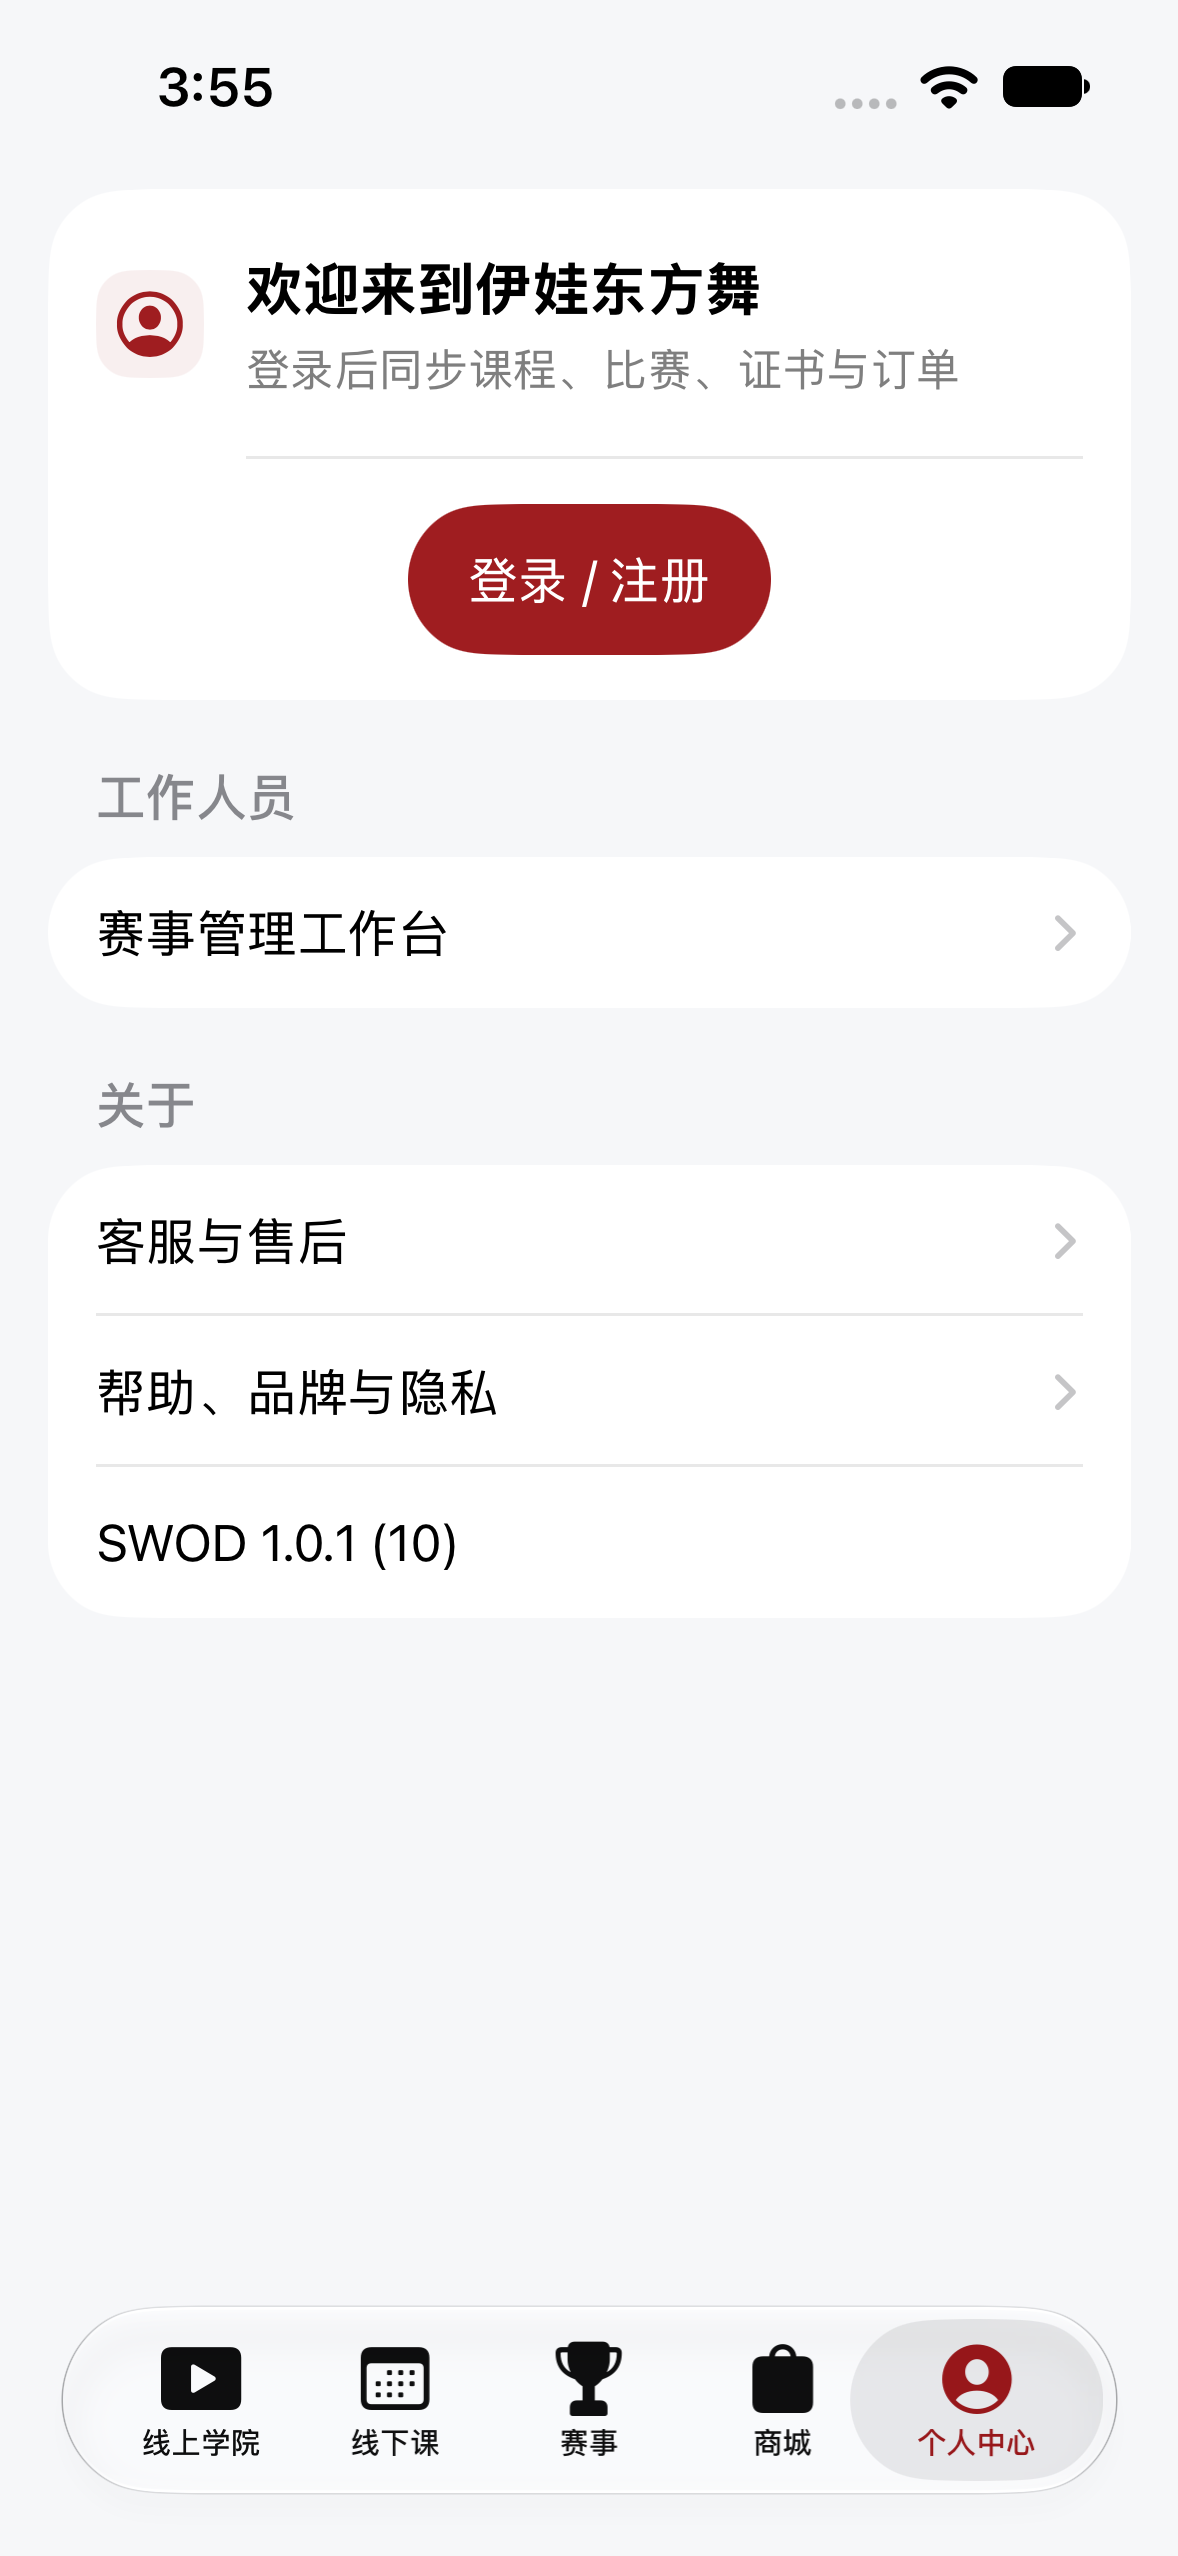 3:55
欢迎来到伊娃东方舞
登录后同步课程、比赛、证书与订单
登录 / 注册
工作人员
赛事管理工作台
关于
客服与售后
帮助、品牌与隐私
SWOD 1.0.1 (10)
线上学院
线下课
赛事
商城
个人中心